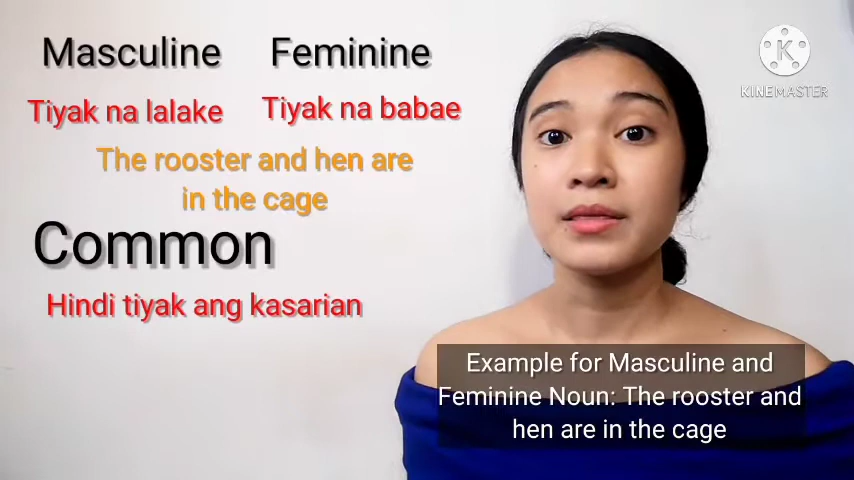 Masculine Feminine
Tiyak na lalake Tiyak na babae
The rooster and hen are
in the cage
Common
Hindi tiyak ang kasarian
KINEMASTER
Example for Masculine and
Feminine Noun: The rooster and
hen are in the cage